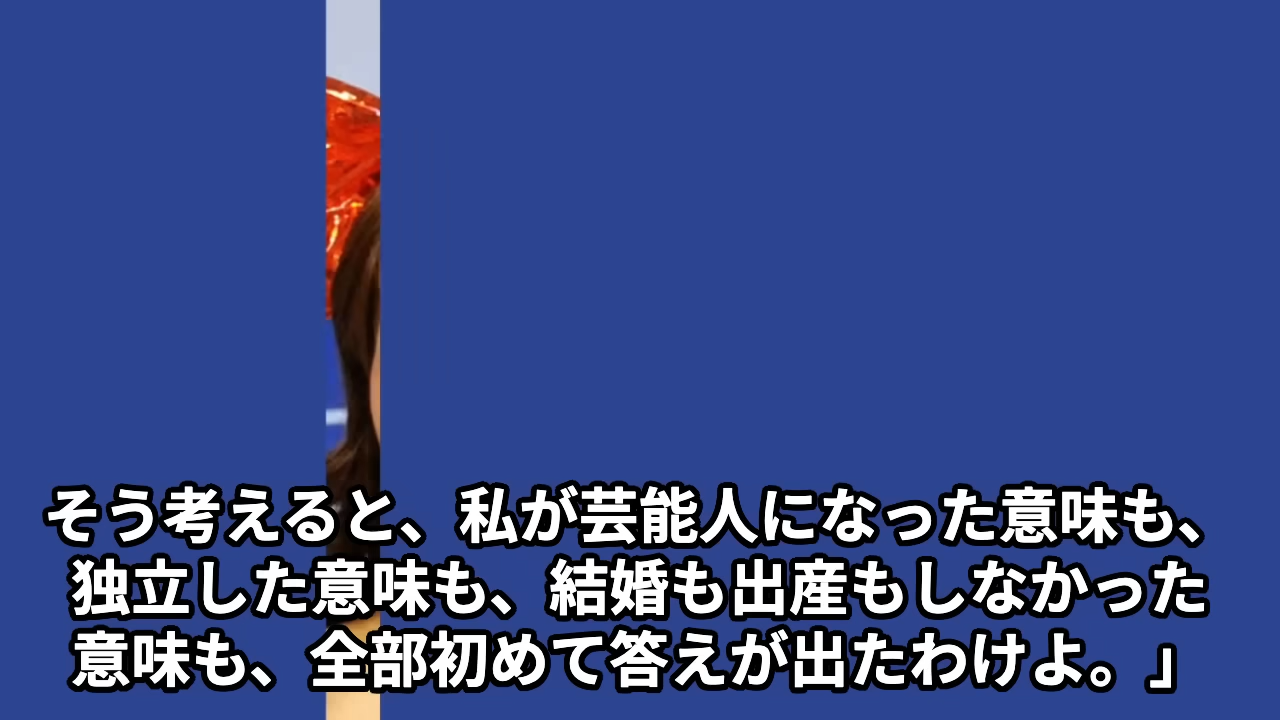 そう考えると、私が芸能人になった意味も、
独立した意味も、結婚も出産もしなかった
意味も、全部初めて答えが出たわけよ。」